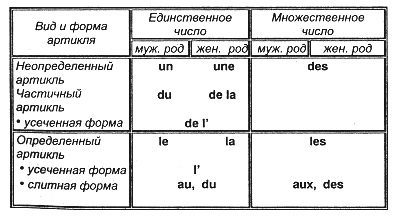 Вид и форма артикля Единственное число Множественное число
муж. род жен. род муж. род жен. род
Неопределенный артикль un une des
Частичный артикль du de la
• усеченная форма de l'
Определенный артикль le la les
• усеченная форма l'
• слитная форма au, du aux, des